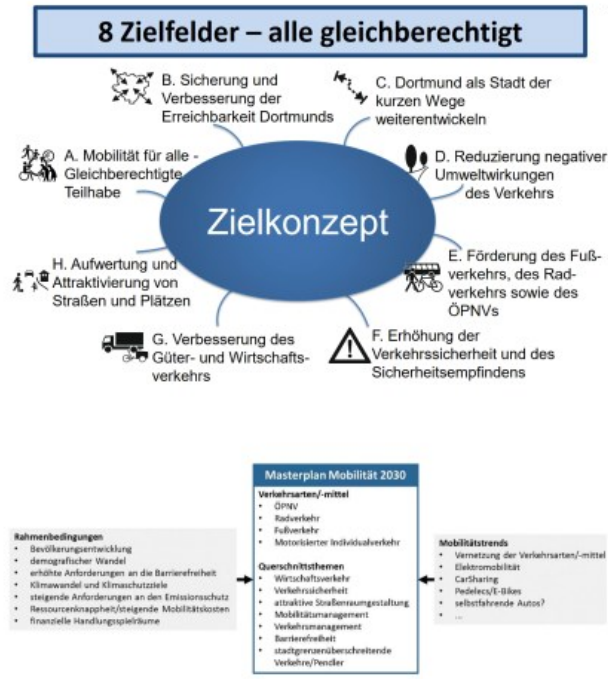 8 Zielfelder – alle gleichberechtigt
B. Sicherung und
Verbesserung der
Erreichbarkeit Dortmunds
C. Dortmund als Stadt der
kurzen Wege
weiterentwickeln
A. Mobilität für alle -
Gleichberechtigte
Teilhabe
D. Reduzierung negativer
Umweltwirkungen
des Verkehrs
Zielkonzept
H. Aufwertung und
Attraktivierung von
Straßen und Plätzen
E. Förderung des Fuß-
verkehrs, des Rad-
verkehrs sowie des
ÖPNVs
G. Verbesserung des
Güter- und Wirtschafts-
verkehrs
F. Erhöhung der
Verkehrssicherheit und des
Sicherheitsempfindens
Rahmenbedingungen
• Bevölkerungsentwicklung
• demografischer Wandel
• erhöhte Anforderungen an die Barrierefreiheit
• Klimawandel und Klimaschutzziele
• steigende Anforderungen an den Emissionsschutz
• Ressourcenknappheit/steigende Mobilitätskosten
• finanzielle Handlungsspielräume
Masterplan Mobilität 2030
Verkehrsarten/-mittel
• ÖPNV
• Radverkehr
• Fußverkehr
• Motorisierter Individualverkehr
Querschnittsthemen
• Wirtschaftsverkehr
• Verkehrssicherheit
• attraktive Straßenraumgestaltung
• Mobilitätsmanagement
• Verkehrsmanagement
• Barrierefreiheit
• stadtgrenzenüberschreitende
Verkehre/Pendler
Mobilitätstrends
• Vernetzung der Verkehrsarten/-mittel
• Elektromobilität
• CarSharing
• Pedelecs/E-Bikes
• selbstfahrende Autos?
• ...